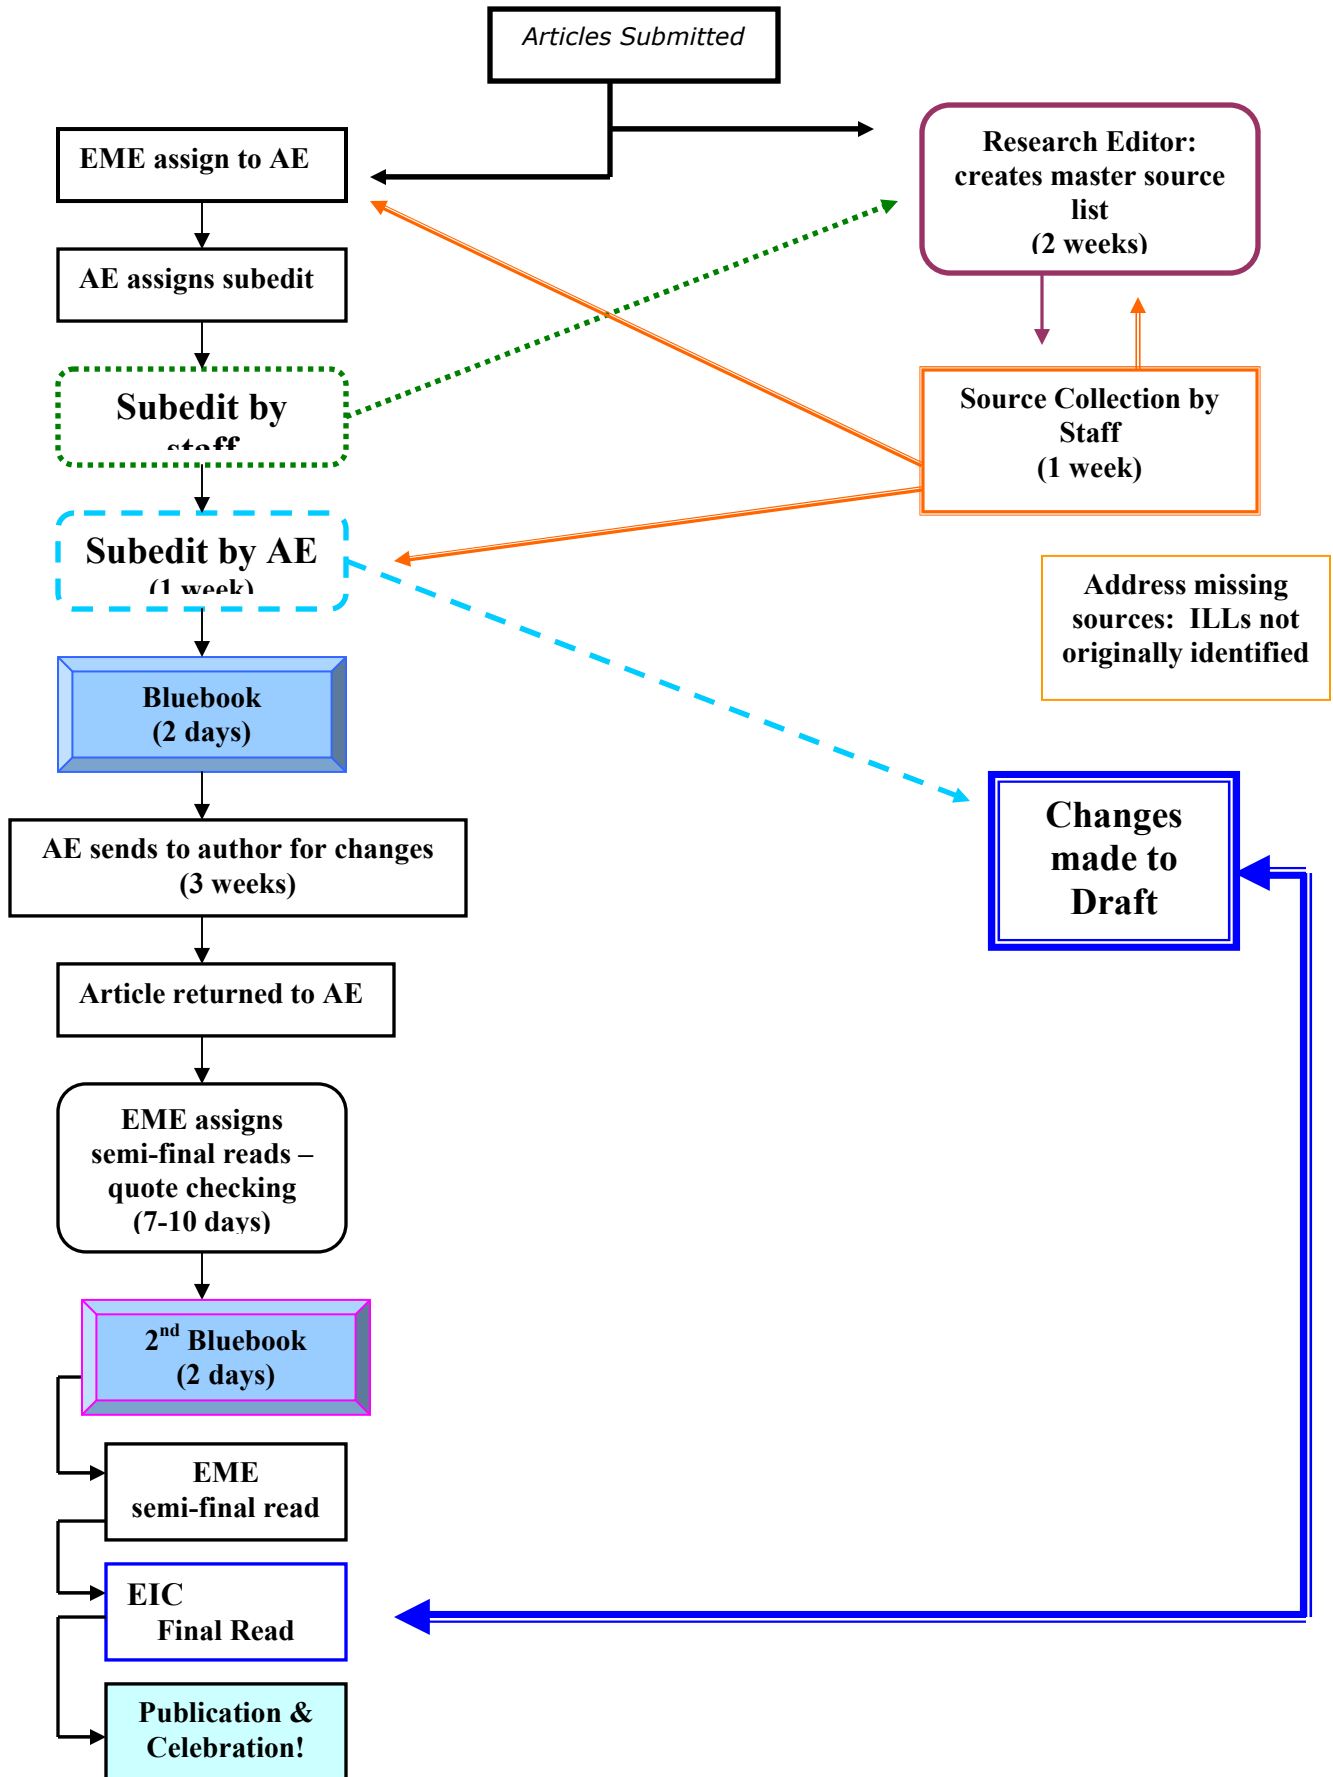 Articles Submitted
EME assign to AE
Research Editor:
creates master source
list
(2 weeks)
AE assigns subedit
Subedit by
staff
Source Collection by
Staff
(1 week)
Subedit by AE
(1 week)
Address missing
sources:  ILLs not
originally identified
Bluebook
(2 days)
Changes
made to
Draft
AE sends to author for changes
(3 weeks)
Article returned to AE
EME assigns
semi-final reads –
quote checking
(7-10 days)
2nd Bluebook
(2 days)
EME
semi-final read
EIC
Final Read
Publication &
Celebration!